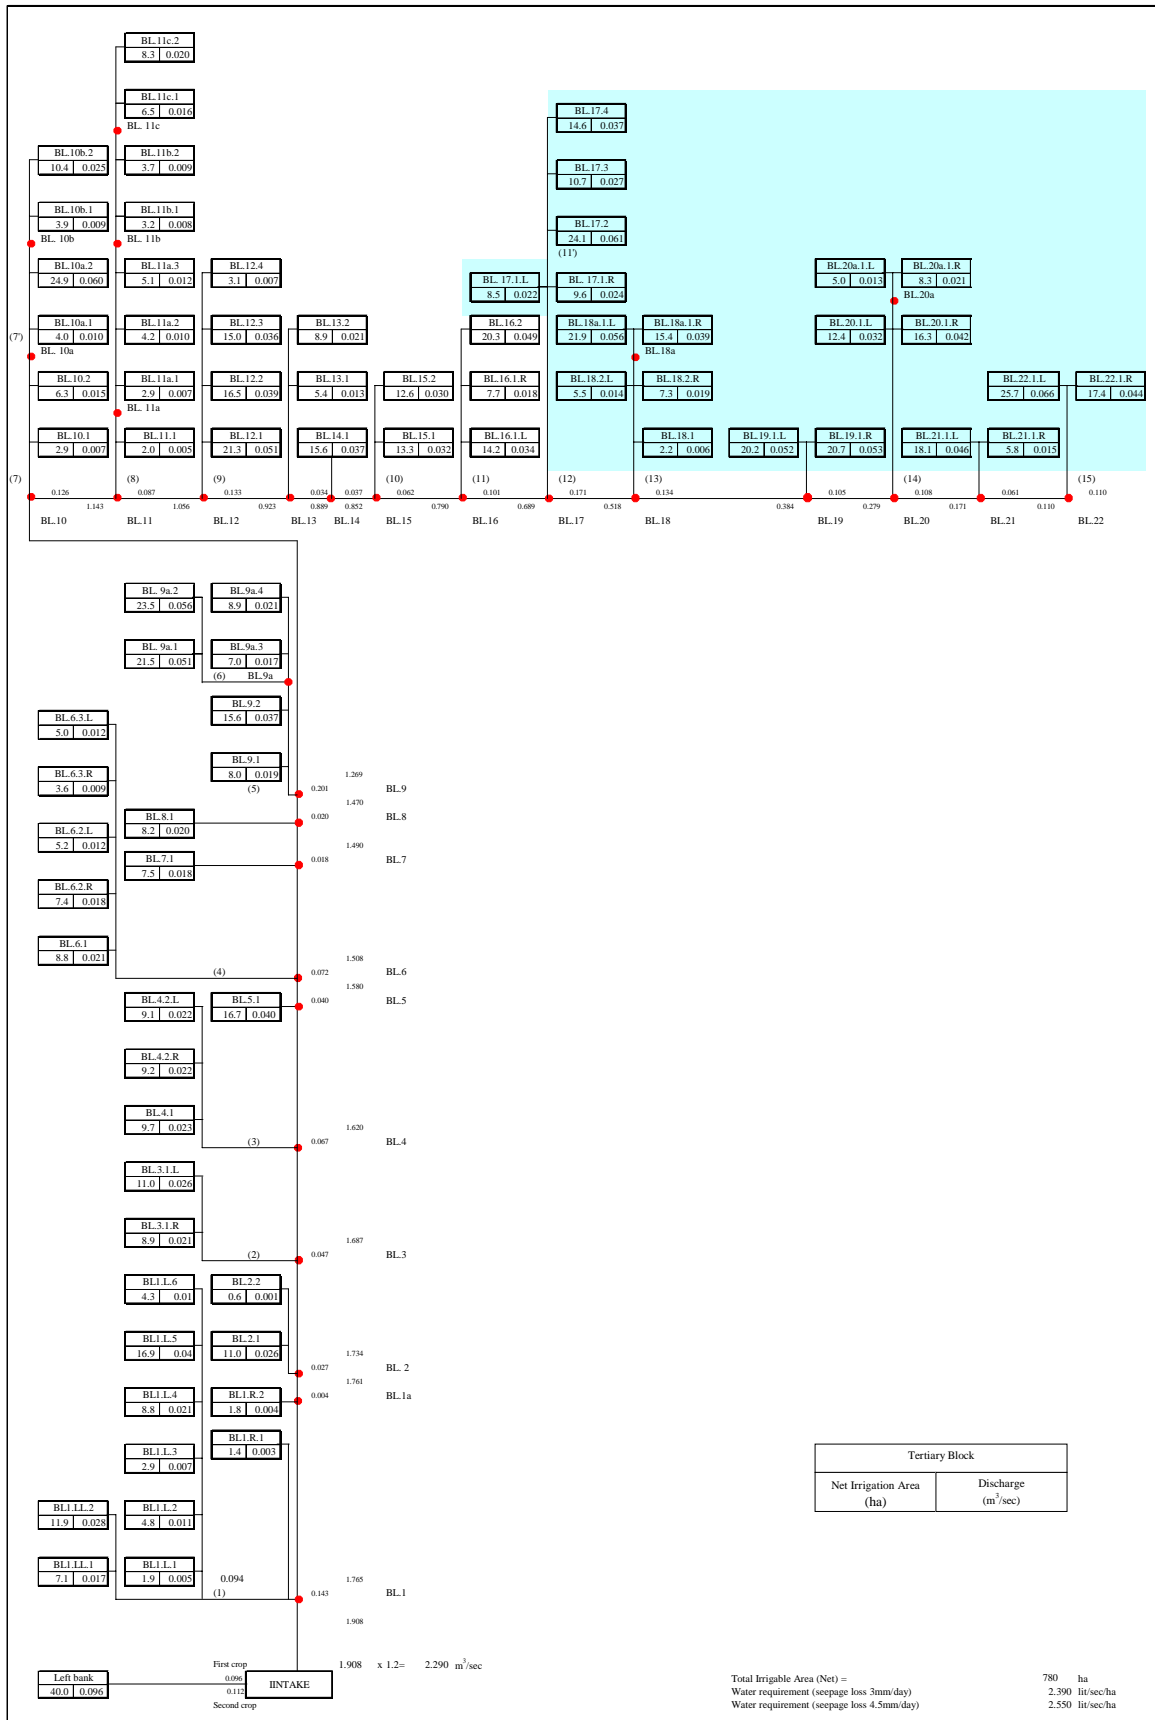 BL.11c.2
8.3 0.020
BL.11c.1
6.5 0.016
BL. 11c
BL.17.4
14.6 0.037
BL.10b.2 BL.11b.2
10.4 0.025 3.7 0.009
BL.17.3
10.7 0.027
BL.10b.1 BL.11b.1
3.9 0.009 3.2 0.008
BL.17.2
24.1 0.061
BL. 10b BL. 11b
(11')
BL.10a.2 BL.11a.3 BL.12.4 BL.20a.1.L BL.20a.1.R
24.9 0.060 5.1 0.012 3.1 0.007 5.0 0.013 8.3 0.021
BL. 17.1.L BL. 17.1.R
8.5 0.022 9.6 0.024
BL.20a
BL.10a.1 BL.11a.2 BL.12.3 BL.13.2 BL.16.2 BL.18a.1.L BL.18a.1.R BL.20.1.L BL.20.1.R
(7') 4.0 0.010 4.2 0.010 15.0 0.036 8.9 0.021 20.3 0.049 21.9 0.056 15.4 0.039 12.4 0.032 16.3 0.042
BL. 10a BL.18a
BL.10.2 BL.11a.1 BL.12.2 BL.13.1 BL.15.2 BL.16.1.R BL.18.2.L BL.18.2.R BL.22.1.L BL.22.1.R
6.3 0.015 2.9 0.007 16.5 0.039 5.4 0.013 12.6 0.030 7.7 0.018 5.5 0.014 7.3 0.019 25.7 0.066 17.4 0.044
BL. 11a
BL.10.1 BL.11.1 BL.12.1 BL.14.1 BL.15.1 BL.16.1.L BL.18.1 BL.19.1.L BL.19.1.R BL.21.1.L BL.21.1.R
2.9 0.007 2.0 0.005 21.3 0.051 15.6 0.037 13.3 0.032 14.2 0.034 2.2 0.006 20.2 0.052 20.7 0.053 18.1 0.046 5.8 0.015
(7) (8) (9) (10) (11) (12) (13) (14) (15)
0.126 0.087 0.133 0.034 0.037 0.062 0.101 0.171 0.134 0.105 0.108 0.061 0.110
1.143 1.056 0.923 0.889 0.852 0.790 0.689 0.518 0.384 0.279 0.171 0.110
BL.10 BL.11 BL.12 BL.13 BL.14 BL.15 BL.16 BL.17 BL.18 BL.19 BL.20 BL.21 BL.22
BL. 9a.2 BL.9a.4
23.5 0.056 8.9 0.021
BL. 9a.1 BL.9a.3
21.5 0.051 7.0 0.017
(6) BL.9a
BL.9.2
15.6 0.037
BL.6.3.L
5.0 0.012
BL.9.1
8.0 0.019
BL.6.3.R
3.6 0.009
1.269
(5) 0.201 BL.9
1.470
BL.8.1 0.020 BL.8
8.2 0.020
BL.6.2.L
5.2 0.012
1.490
BL.7.1 0.018 BL.7
7.5 0.018
BL.6.2.R
7.4 0.018
BL.6.1
8.8 0.021
1.508
(4) 0.072 BL.6
1.580
BL.4.2.L BL.5.1 0.040 BL.5
9.1 0.022 16.7 0.040
BL.4.2.R
9.2 0.022
BL.4.1
9.7 0.023
1.620
(3) 0.067 BL.4
BL.3.1.L
11.0 0.026
BL.3.1.R
8.9 0.021
1.687
(2) 0.047 BL.3
BL1.L.6 BL.2.2
4.3 0.01 0.6 0.001
BL1.L.5 BL.2.1
16.9 0.04 11.0 0.026
1.734
0.027 BL. 2
1.761
BL1.L.4 BL1.R.2 0.004 BL.1a
8.8 0.021 1.8 0.004
BL1.R.1
1.4 0.003
BL1.L.3
2.9 0.007
Tertiary Block
Net Irrigation Area Discharge
(ha) (m3/sec)
BL1.LL.2 BL1.L.2
11.9 0.028 4.8 0.011
BL1.LL.1 BL1.L.1
7.1 0.017 1.9 0.005 0.094
1.765
(1) 0.143 BL.1
1.908
First crop 1.908 x 1.2= 2.290 m3/sec
Left bank 0.096 IINTAKE
40.0 0.096 0.112
Second crop
Total Irrigable Area (Net) = 780 ha
Water requirement (seepage loss 3mm/day) 2.390 lit/sec/ha
Water requirement (seepage loss 4.5mm/day) 2.550 lit/sec/ha